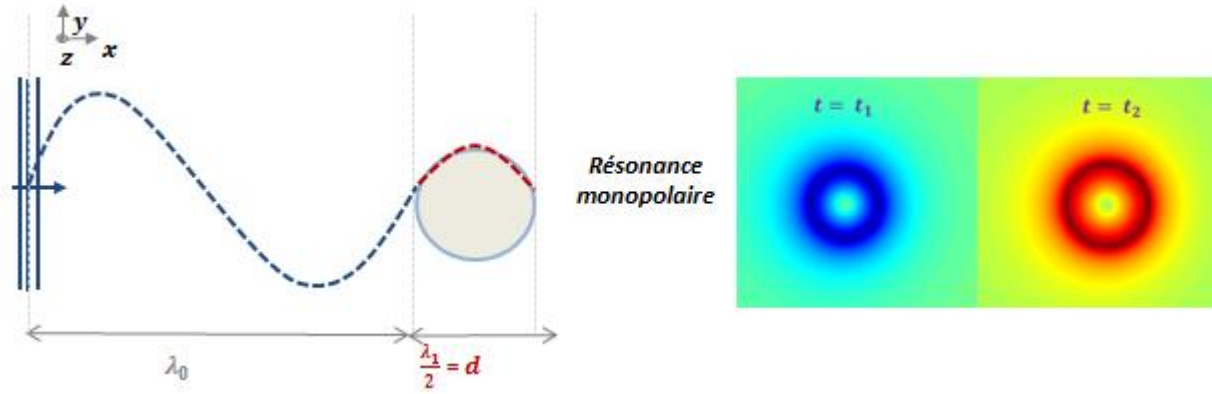 y
z
x
λ₀
λ₁/2 = d
Résonance
monopolaire
t = t₁
t = t₂